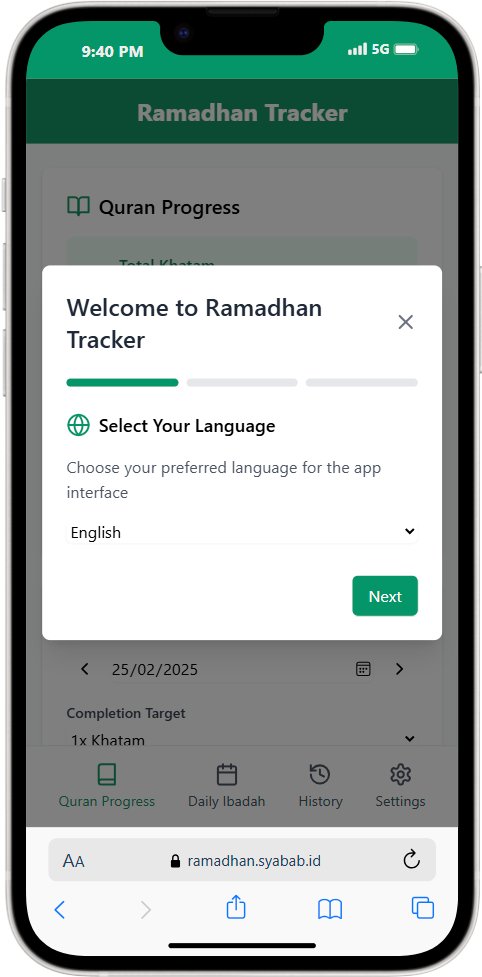 9:40 PM
5G
Ramadhan Tracker
Quran Progress
Total Khatam
Welcome to Ramadhan
Tracker
Select Your Language
Choose your preferred language for the app
interface
English
Next
25/02/2025
Completion Target
1x Khatam
Quran Progress
Daily Ibadah
History
Settings
AA
ramadhan.syabab.id